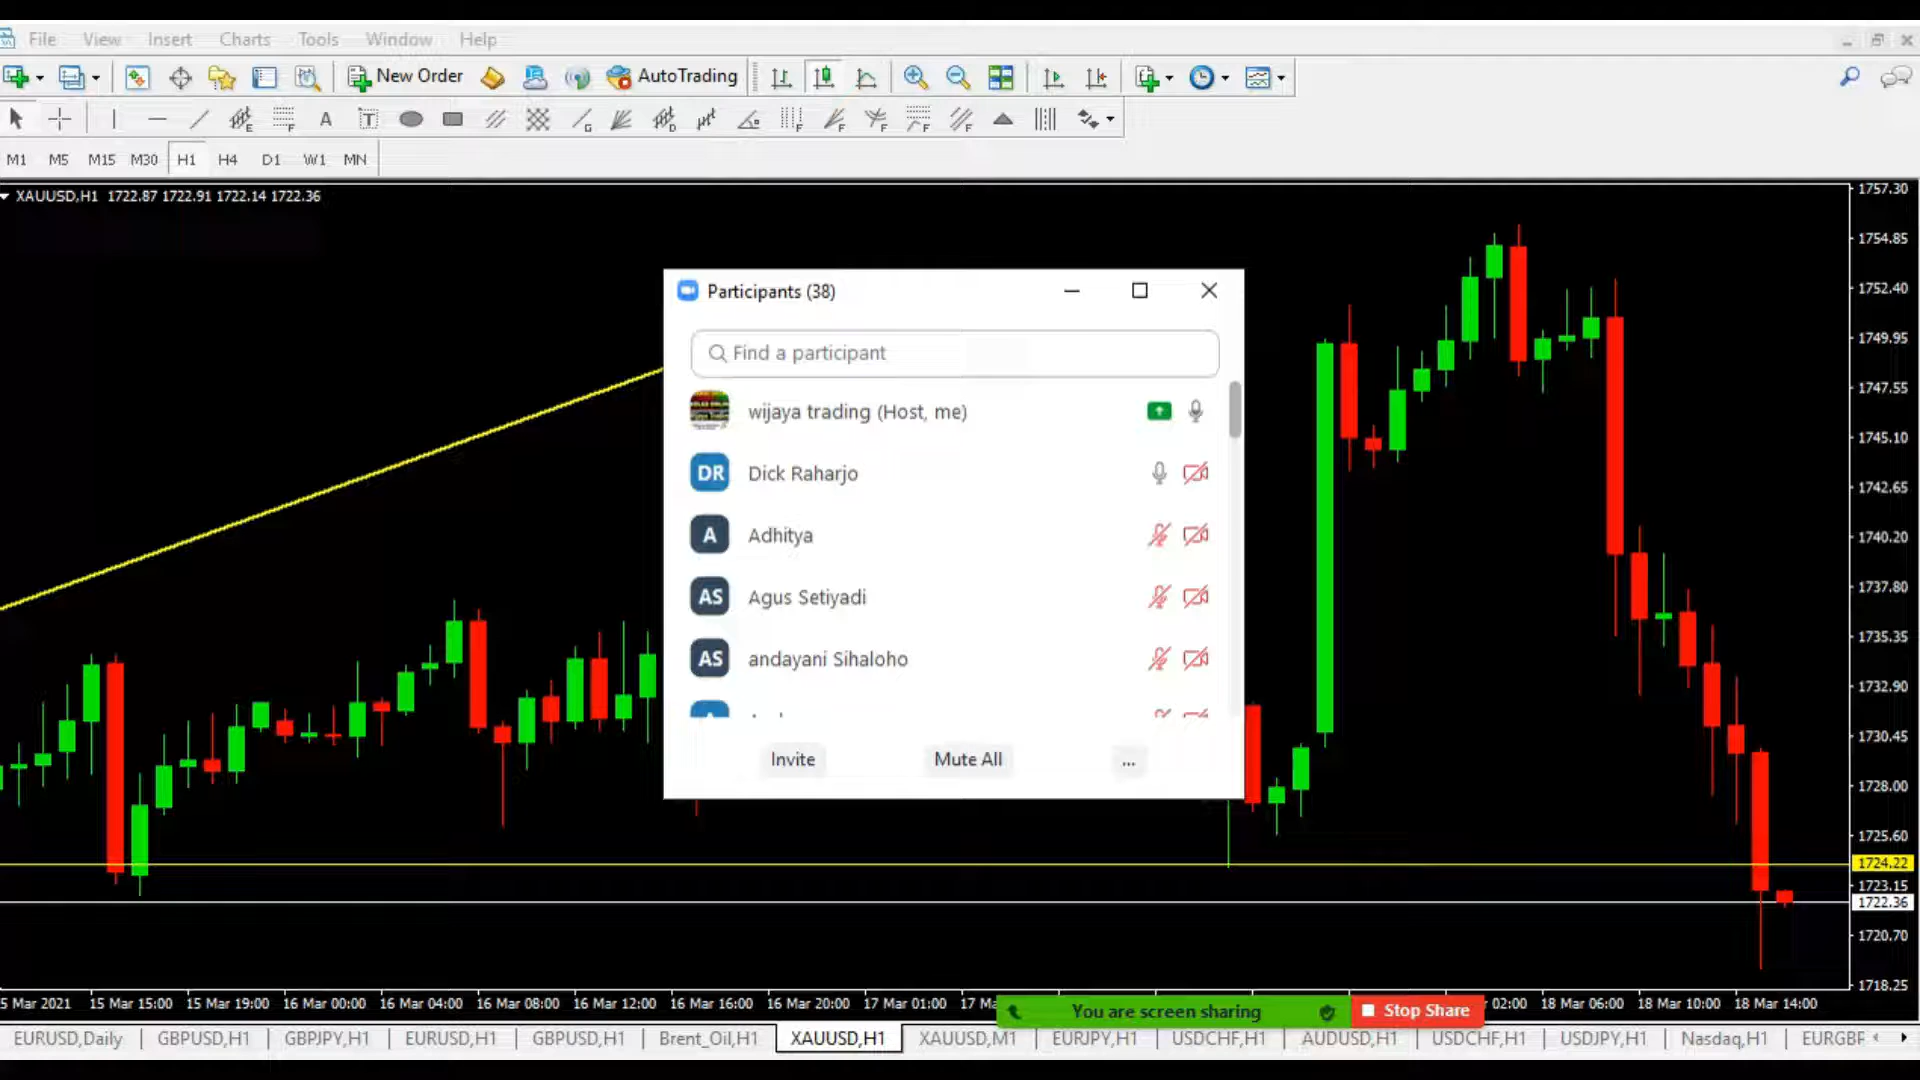 File View Insert Charts Tools Window Help
New Order AutoTrading
E F A T G D F F F F F
M1 M5 M15 M30 H1 H4 D1 W1 MN
XAUUSD,H1 1722.87 1722.91 1722.14 1722.36
1757.30
1754.85
1752.40
1749.95
1747.55
1745.10
1742.65
1740.20
1737.80
1735.35
1732.90
1730.45
1728.00
1725.60
1724.22
1723.15
1722.36
1720.70
1718.25
Participants (38)
Find a participant
wijaya trading (Host, me)
DR Dick Raharjo
A Adhitya
AS Agus Setiyadi
AS andayani Sihaloho
Invite Mute All ...
5 Mar 2021 15 Mar 15:00 15 Mar 19:00 16 Mar 00:00 16 Mar 04:00 16 Mar 08:00 16 Mar 12:00 16 Mar 16:00 16 Mar 20:00 17 Mar 01:00 17 Ma 02:00 18 Mar 06:00 18 Mar 10:00 18 Mar 14:00
You are screen sharing Stop Share
EURUSD,Daily GBPUSD,H1 GBPJPY,H1 EURUSD,H1 GBPUSD,H1 Brent_Oil,H1 XAUUSD,H1 XAUUSD,M1 EURJPY,H1 USDCHF,H1 AUDUSD,H1 USDCHF,H1 USDJPY,H1 Nasdaq,H1 EURGBF